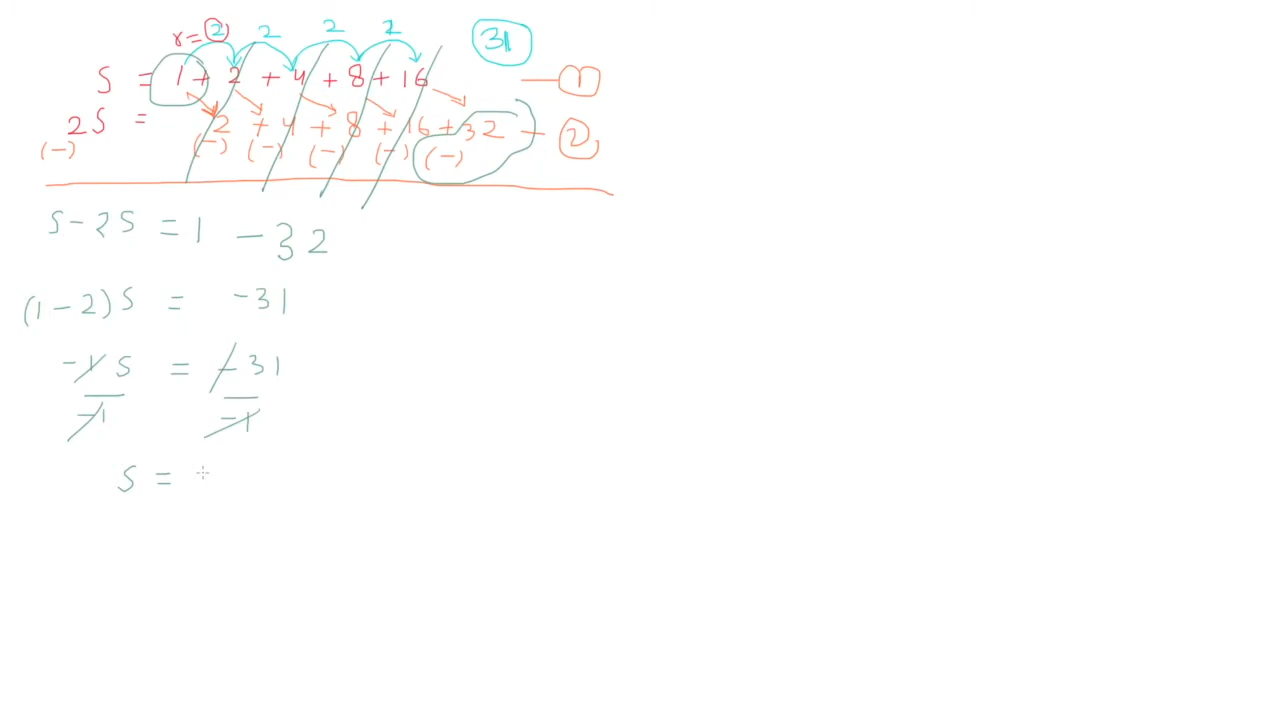 r = 2 2 2 2 31
S = 1 + 2 + 4 + 8 + 16 — 1
2S = 2 + 4 + 8 + 16 + 32 — 2
(-) (-) (-) (-) (-) (-)
S - 2S = 1 - 32
(1 - 2) S = -31
-1 S = -31
-1 -1
S =